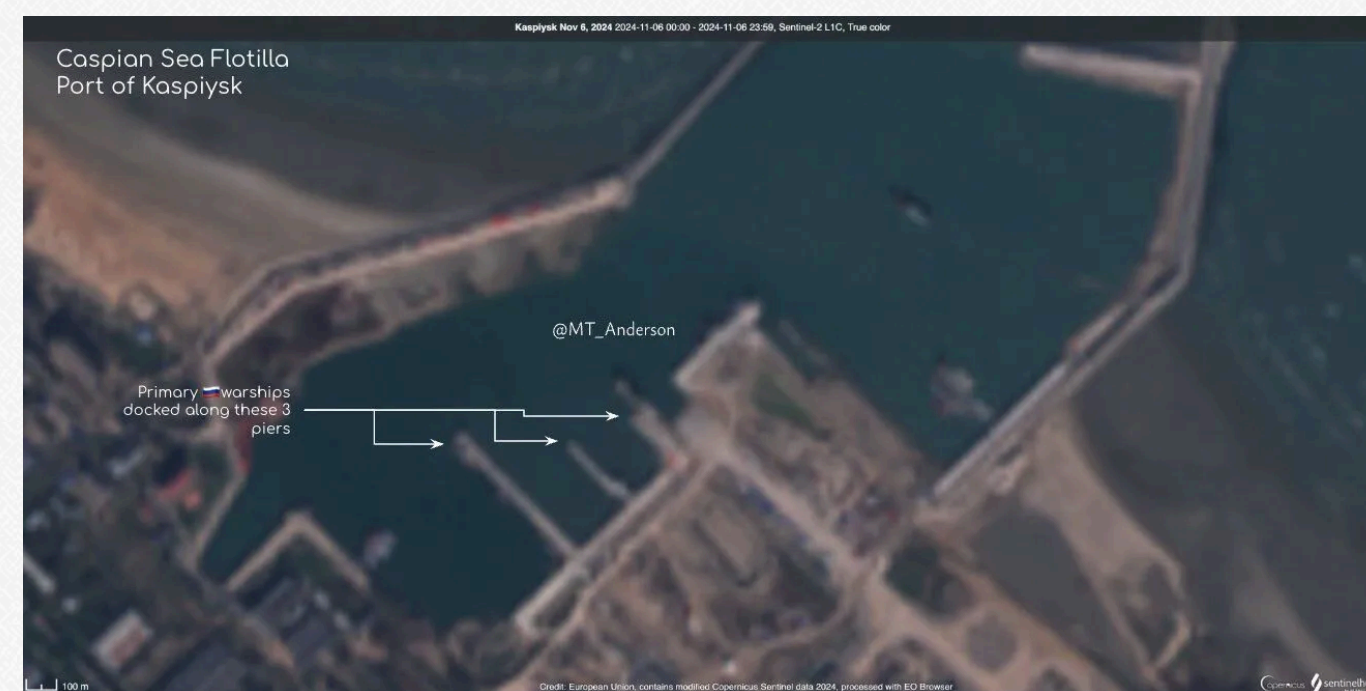 Kaspiysk Nov 6, 2024 2024-11-06 00:00 - 2024-11-06 23:59, Sentinel-2 L1C, True color
Caspian Sea Flotilla
Port of Kaspiysk
@MT_Anderson
Primary 🇷🇺warships
docked along these 3
piers
100 m
Credit: European Union, contains modified Copernicus Sentinel data 2024, processed with EO Browser
Copernicus sentinelh